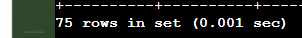 +----------+----------+----------
75 rows in set (0.001 sec)